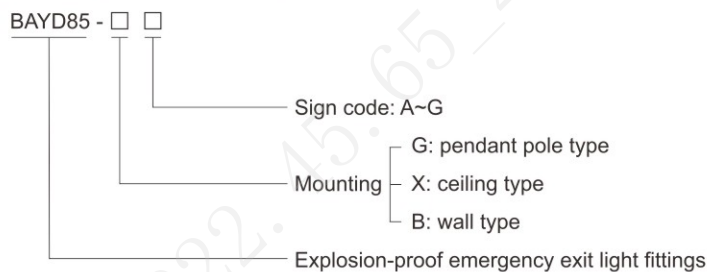 BAYD85 - □ □
Sign code: A~G
G: pendant pole type
Mounting
X: ceiling type
B: wall type
Explosion-proof emergency exit light fittings